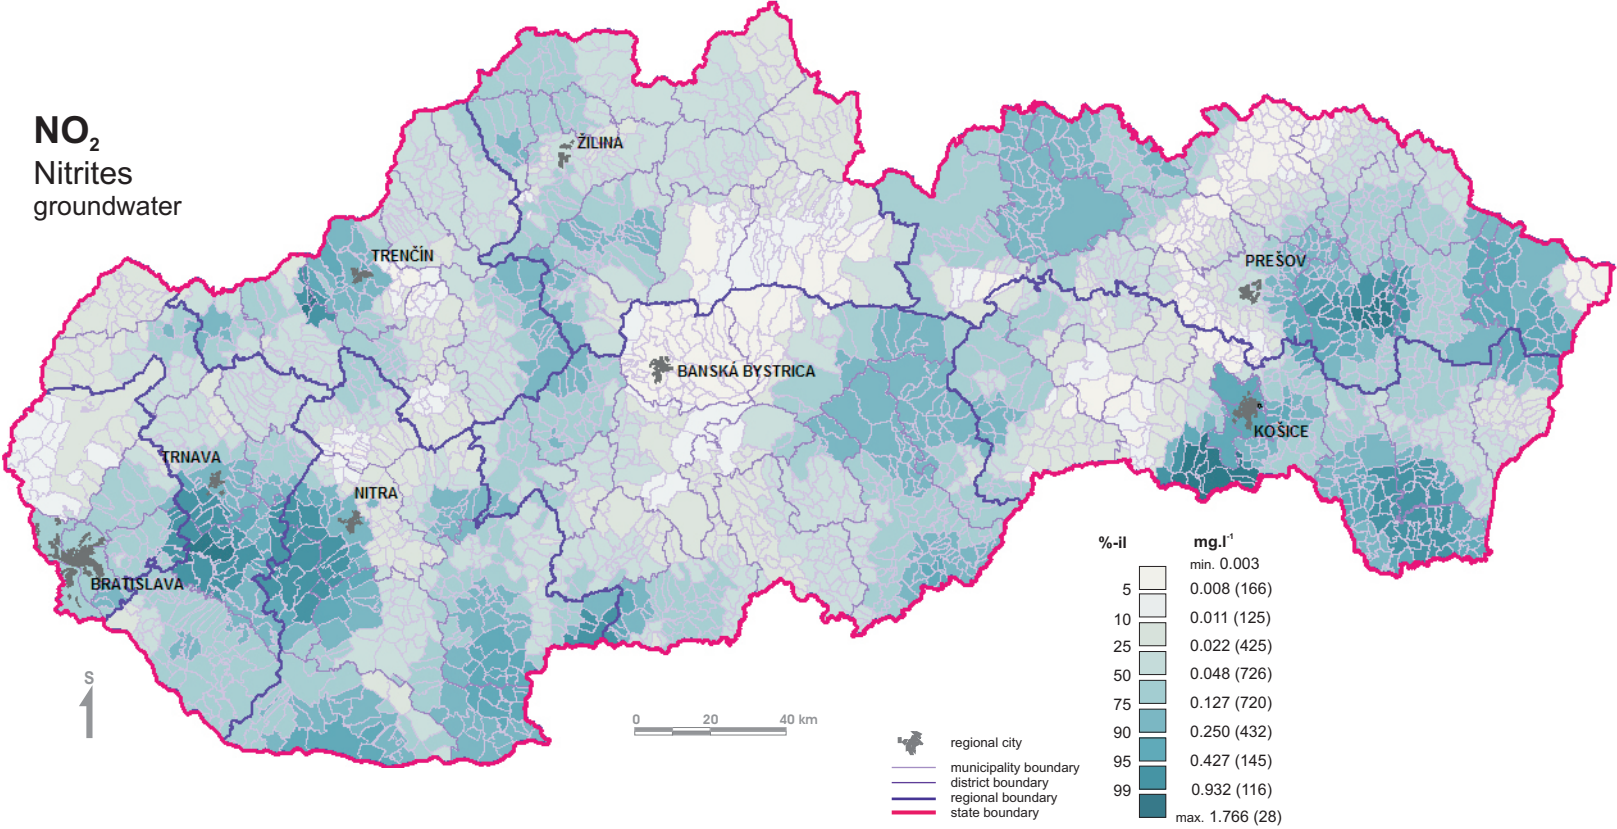 NO2
Nitrites
groundwater
ŽILINA
TRENČÍN
PREŠOV
BANSKÁ BYSTRICA
KOŠICE
TRNAVA
NITRA
BRATISLAVA
S
0 20 40 km
regional city
municipality boundary
district boundary
regional boundary
state boundary
%-il mg.l-1
min. 0.003
5 0.008 (166)
10 0.011 (125)
25 0.022 (425)
50 0.048 (726)
75 0.127 (720)
90 0.250 (432)
95 0.427 (145)
99 0.932 (116)
max. 1.766 (28)